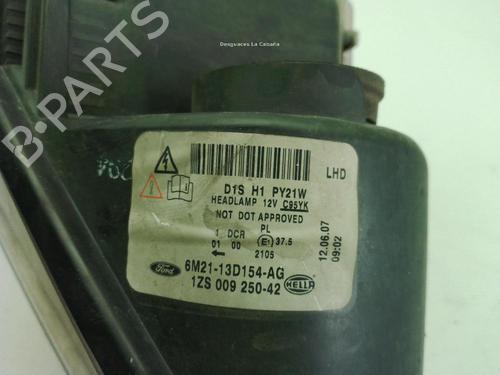 Desguaces La Cabaña
B-PARTS
LHD
D1S H1 PY21W
HEADLAMP 12V C95YK
NOT DOT APPROVED
1 DCR PL
01 00 E1 37.5
2105
12.06.07
09:02
Ford
6M21-13D154-AG
1ZS 009 250-42
HELLA